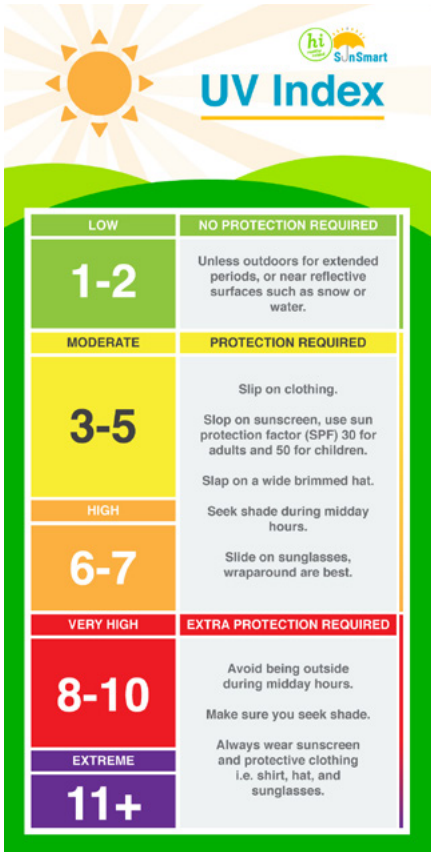 hi
SunSmart
UV Index
LOW
NO PROTECTION REQUIRED
1-2
Unless outdoors for extended
periods, or near reflective
surfaces such as snow or
water.
MODERATE
PROTECTION REQUIRED
3-5
Slip on clothing.
Slop on sunscreen, use sun
protection factor (SPF) 30 for
adults and 50 for children.
Slap on a wide brimmed hat.
HIGH
Seek shade during midday
hours.
6-7
Slide on sunglasses,
wraparound are best.
VERY HIGH
EXTRA PROTECTION REQUIRED
8-10
Avoid being outside
during midday hours.
Make sure you seek shade.
EXTREME
Always wear sunscreen
and protective clothing
i.e. shirt, hat, and
sunglasses.
11+